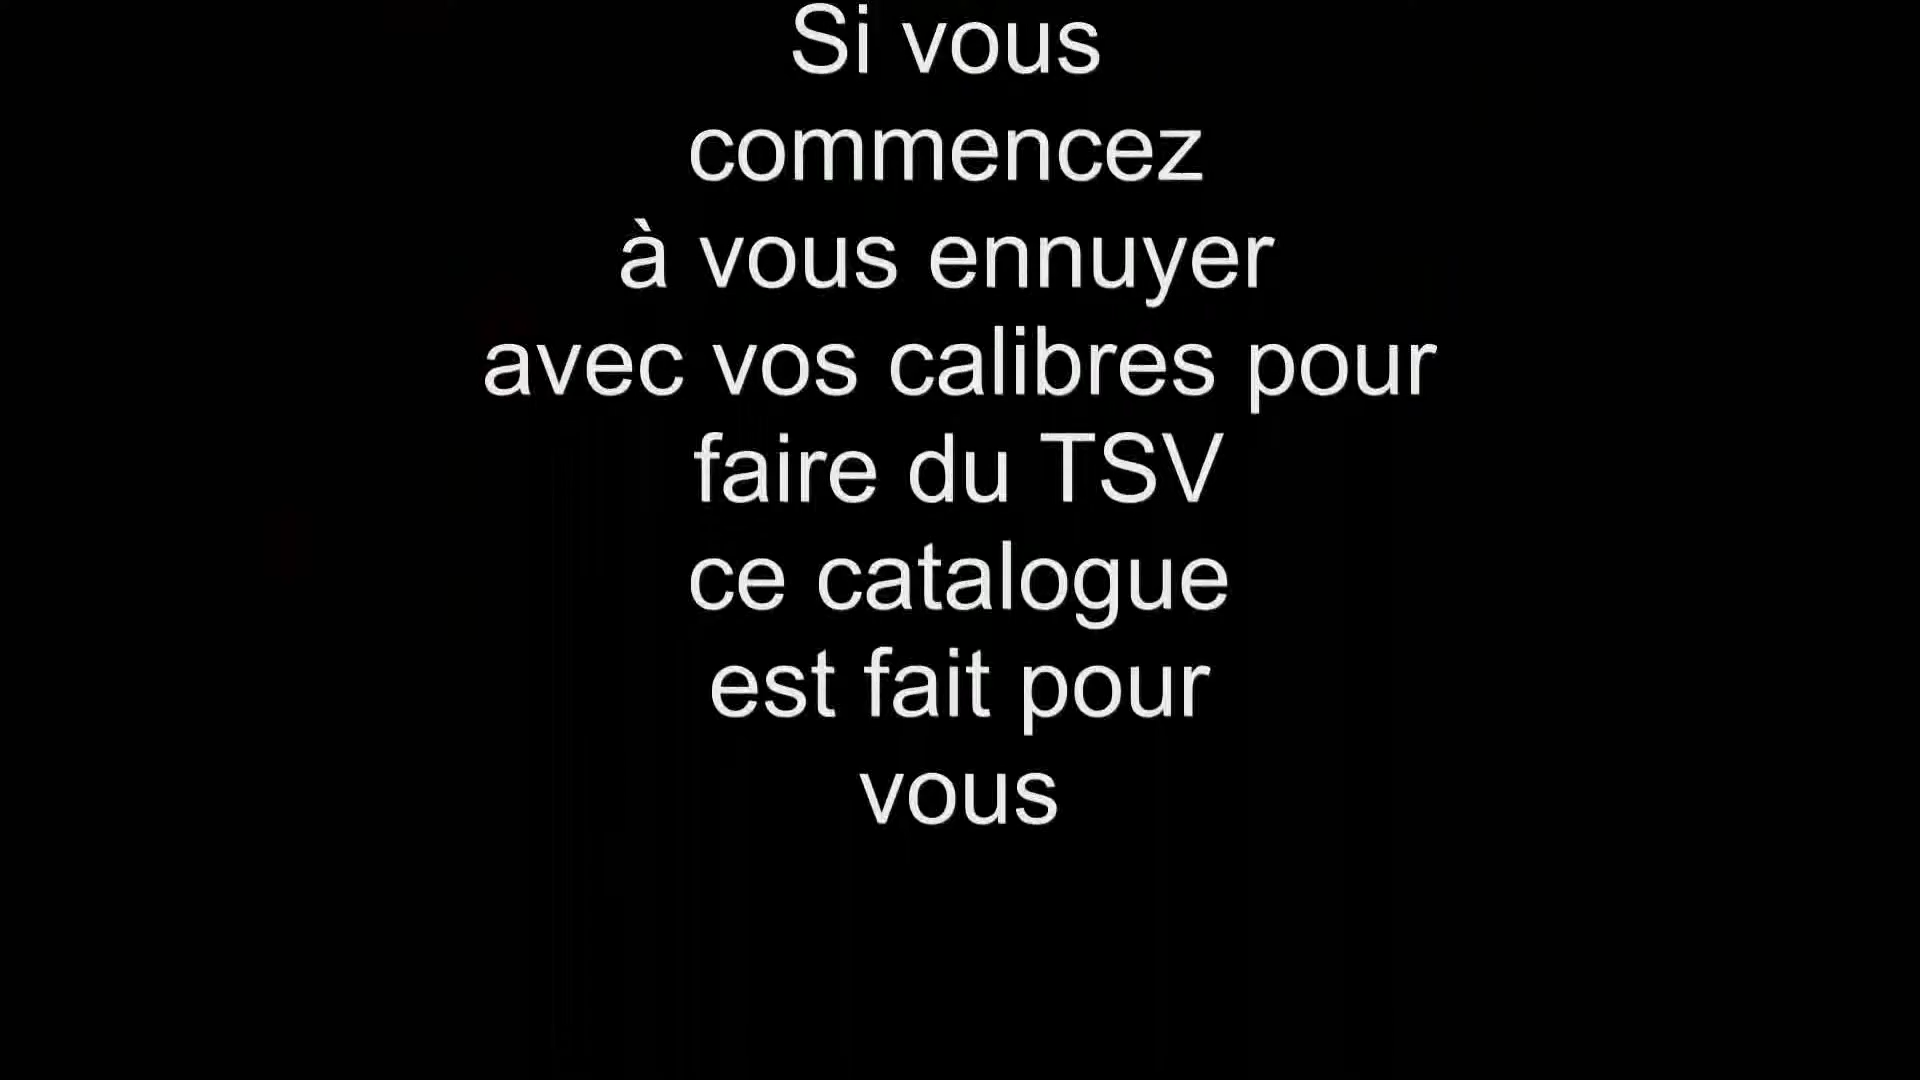 Si vous
commencez
à vous ennuyer
avec vos calibres pour
faire du TSV
ce catalogue
est fait pour
vous